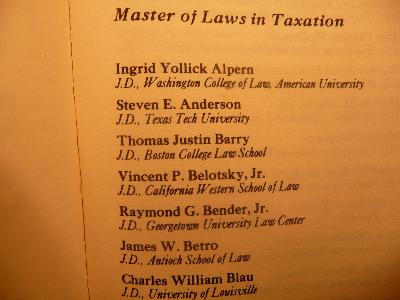 Master of Laws in Taxation
Ingrid Yollick Alpern
J.D., Washington College of Law, American University
Steven E. Anderson
J.D., Texas Tech University
Thomas Justin Barry
J.D., Boston College Law School
Vincent P. Belotsky, Jr.
J.D., California Western School of Law
Raymond G. Bender, Jr.
J.D., Georgetown University Law Center
James W. Betro
J.D., Antioch School of Law
Charles William Blau
J.D., University of Louisville